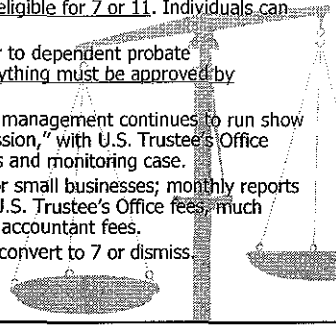 eligible for 7 or 11. Individuals can
r to dependent probate
ything must be approved by
management continues to run show
ssion," with U.S. Trustee's Office
s and monitoring case.
or small businesses; monthly reports
U.S. Trustee's Office fees, much
accountant fees.
convert to 7 or dismiss.